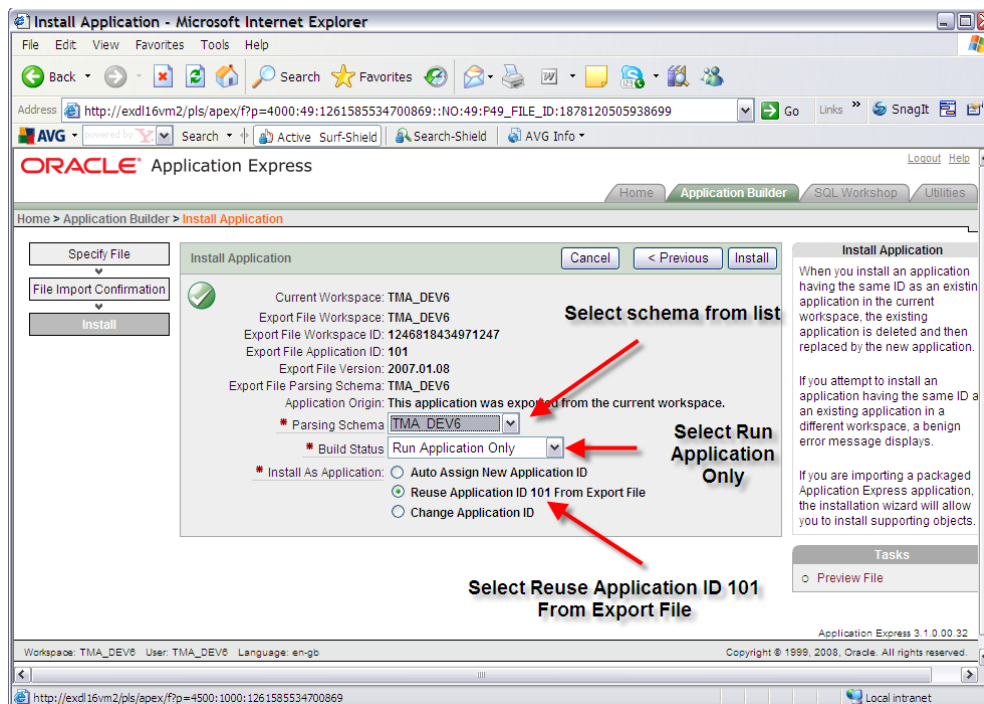 Install Application - Microsoft Internet Explorer
File Edit View Favorites Tools Help
Back Search Favorites
Address http://exdl16vm2/pls/apex/f?p=4000:49:1261585534700869::NO:49:P49_FILE_ID:1878120505938699 Go Links » SnagIt
AVG powered by Y! Search Active Surf-Shield Search-Shield AVG Info
ORACLE Application Express
Logout Help
Home Application Builder SQL Workshop Utilities
Home > Application Builder > Install Application
Specify File
File Import Confirmation
Install
Install Application
Cancel < Previous Install
Current Workspace: TMA_DEV6
Export File Workspace: TMA_DEV6
Export File Workspace ID: 1246818434971247
Export File Application ID: 101
Export File Version: 2007.01.08
Export File Parsing Schema: TMA_DEV6
Application Origin: This application was exported from the current workspace.
* Parsing Schema TMA_DEV6
* Build Status Run Application Only
* Install As Application: Auto Assign New Application ID
Reuse Application ID 101 From Export File
Change Application ID
Select schema from list
Select Run
Application
Only
Select Reuse Application ID 101
From Export File
Install Application
When you install an application
having the same ID as an existin
application in the current
workspace, the existing
application is deleted and then
replaced by the new application.
If you attempt to install an
application having the same ID a
an existing application in a
different workspace, a benign
error message displays.
If you are importing a packaged
Application Express application,
the installation wizard will allow
you to install supporting objects.
Tasks
Preview File
Application Express 3.1.0.00.32
Workspace: TMA_DEV6 User: TMA_DEV6 Language: en-gb
Copyright © 1999, 2008, Oracle. All rights reserved.
http://exdl16vm2/pls/apex/f?p=4500:1000:1261585534700869
Local intranet